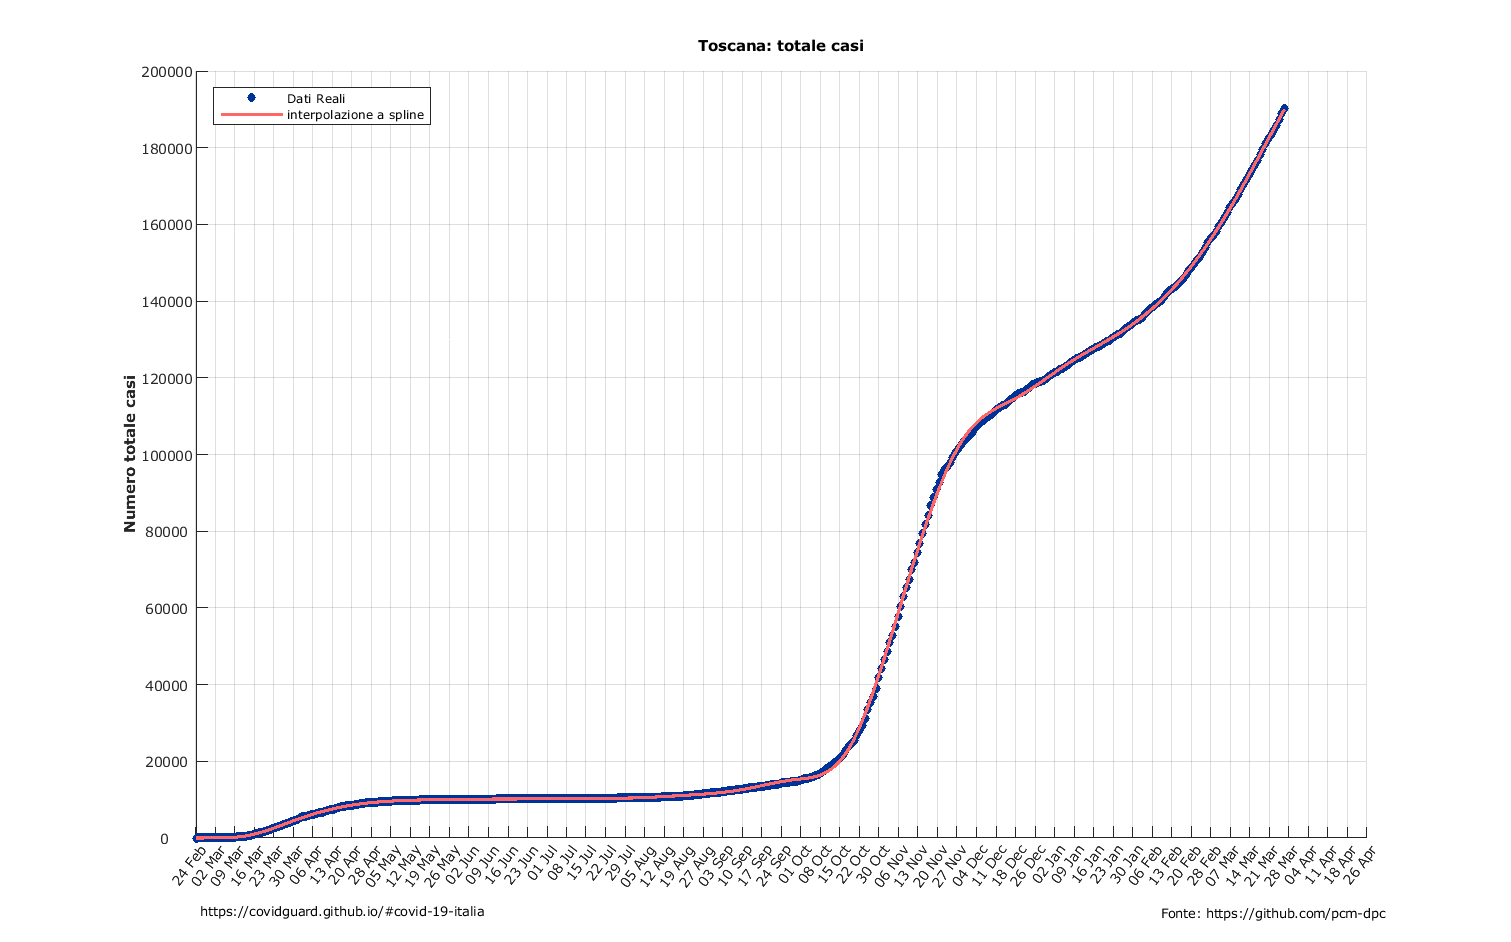 Toscana: totale casi
200000
Dati Reali
interpolazione a spline
180000
160000
140000
120000
100000
80000
60000
40000
20000
0
Numero totale casi
24 Feb
02 Mar
09 Mar
16 Mar
23 Mar
30 Mar
06 Apr
13 Apr
20 Apr
28 Apr
05 May
12 May
19 May
26 May
02 Jun
09 Jun
16 Jun
23 Jun
01 Jul
08 Jul
15 Jul
22 Jul
29 Jul
05 Aug
12 Aug
19 Aug
27 Aug
03 Sep
10 Sep
17 Sep
24 Sep
01 Oct
08 Oct
15 Oct
22 Oct
30 Oct
06 Nov
13 Nov
20 Nov
27 Nov
04 Dec
11 Dec
18 Dec
26 Dec
02 Jan
09 Jan
16 Jan
23 Jan
30 Jan
06 Feb
13 Feb
20 Feb
28 Feb
07 Mar
14 Mar
21 Mar
28 Mar
04 Apr
11 Apr
18 Apr
26 Apr
https://covidguard.github.io/#covid-19-italia
Fonte: https://github.com/pcm-dpc